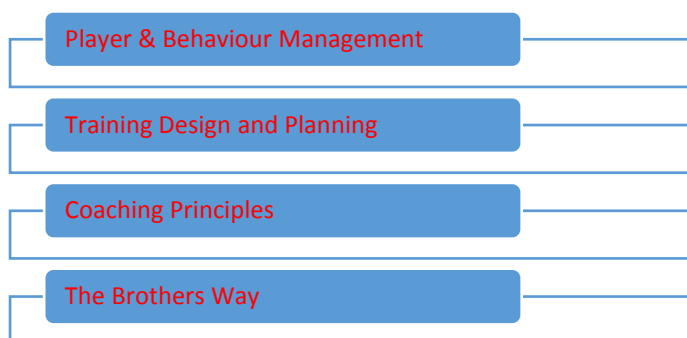 Player & Behaviour Management
Training Design and Planning
Coaching Principles
The Brothers Way